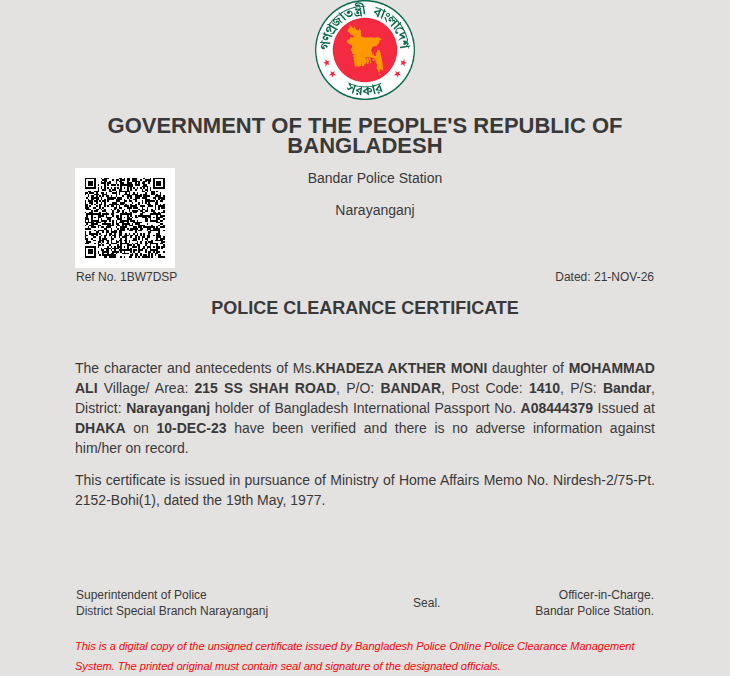 গণপ্রজাতন্ত্রী বাংলাদেশ
সরকার
GOVERNMENT OF THE PEOPLE'S REPUBLIC OF
BANGLADESH
Bandar Police Station
Narayanganj
Ref No. 1BW7DSP
Dated: 21-NOV-26
POLICE CLEARANCE CERTIFICATE
The character and antecedents of Ms.KHADEZA AKTHER MONI daughter of MOHAMMAD
ALI Village/ Area: 215 SS SHAH ROAD, P/O: BANDAR, Post Code: 1410, P/S: Bandar,
District: Narayanganj holder of Bangladesh International Passport No. A08444379 Issued at
DHAKA on 10-DEC-23 have been verified and there is no adverse information against
him/her on record.
This certificate is issued in pursuance of Ministry of Home Affairs Memo No. Nirdesh-2/75-Pt.
2152-Bohi(1), dated the 19th May, 1977.
Superintendent of Police
District Special Branch Narayanganj
Seal.
Officer-in-Charge.
Bandar Police Station.
This is a digital copy of the unsigned certificate issued by Bangladesh Police Online Police Clearance Management
System. The printed original must contain seal and signature of the designated officials.